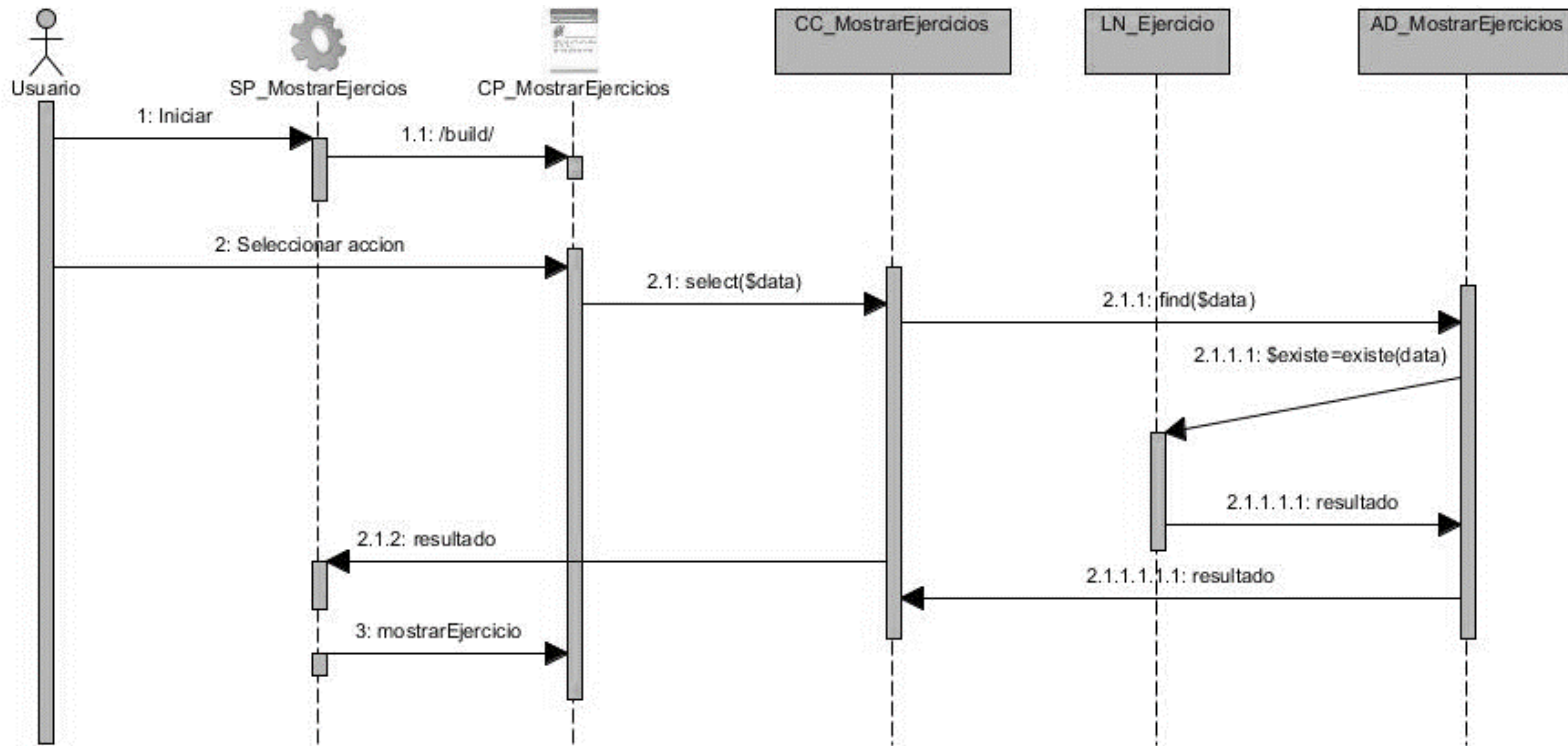 CC_MostrarEjercicios
LN_Ejercicio
AD_MostrarEjercicios
Usuario
SP_MostrarEjercios
CP_MostrarEjercicios
1: Iniciar
1.1: /build/
2: Seleccionar accion
2.1: select($data)
2.1.1: find($data)
2.1.1.1: $existe=existe(data)
2.1.1.1.1: resultado
2.1.2: resultado
2.1.1.1.1.1: resultado
3: mostrarEjercicio